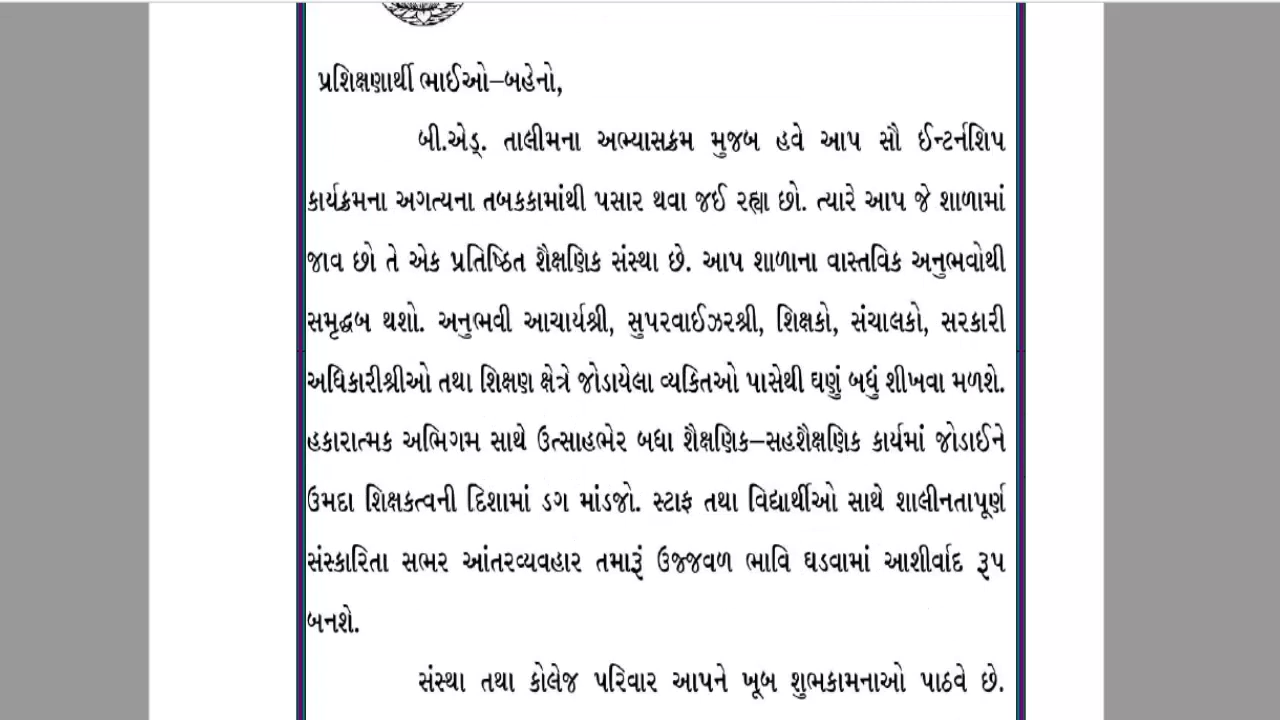 પ્રશિક્ષણાર્થી ભાઈઓ–બહેનો,
બી.એડ્. તાલીમના અભ્યાસક્રમ મુજબ હવે આપ સૌ ઈન્ટર્નશિપ
કાર્યક્રમના અગત્યના તબકકામાંથી પસાર થવા જઈ રહ્યા છો. ત્યારે આપ જે શાળામાં
જાવ છો તે એક પ્રતિષ્ઠિત શૈક્ષણિક સંસ્થા છે. આપ શાળાના વાસ્તવિક અનુભવોથી
સમૃદ્ધબ થશો. અનુભવી આચાર્યશ્રી, સુપરવાઈઝરશ્રી, શિક્ષકો, સંચાલકો, સરકારી
અધિકારીશ્રીઓ તથા શિક્ષણ ક્ષેત્રે જોડાયેલા વ્યકિતઓ પાસેથી ઘણું બધું શીખવા મળશે.
હકારાત્મક અભિગમ સાથે ઉત્સાહભેર બધા શૈક્ષણિક–સહશૈક્ષણિક કાર્યમાં જોડાઈને
ઉમદા શિક્ષકત્વની દિશામાં ડગ માંડજો. સ્ટાફ તથા વિદ્યાર્થીઓ સાથે શાલીનતાપૂર્ણ
સંસ્કારિતા સભર આંતરવ્યવહાર તમારૂં ઉજ્જવળ ભાવિ ઘડવામાં આશીર્વાદ રૂપ
બનશે.
સંસ્થા તથા કોલેજ પરિવાર આપને ખૂબ શુભકામનાઓ પાઠવે છે.